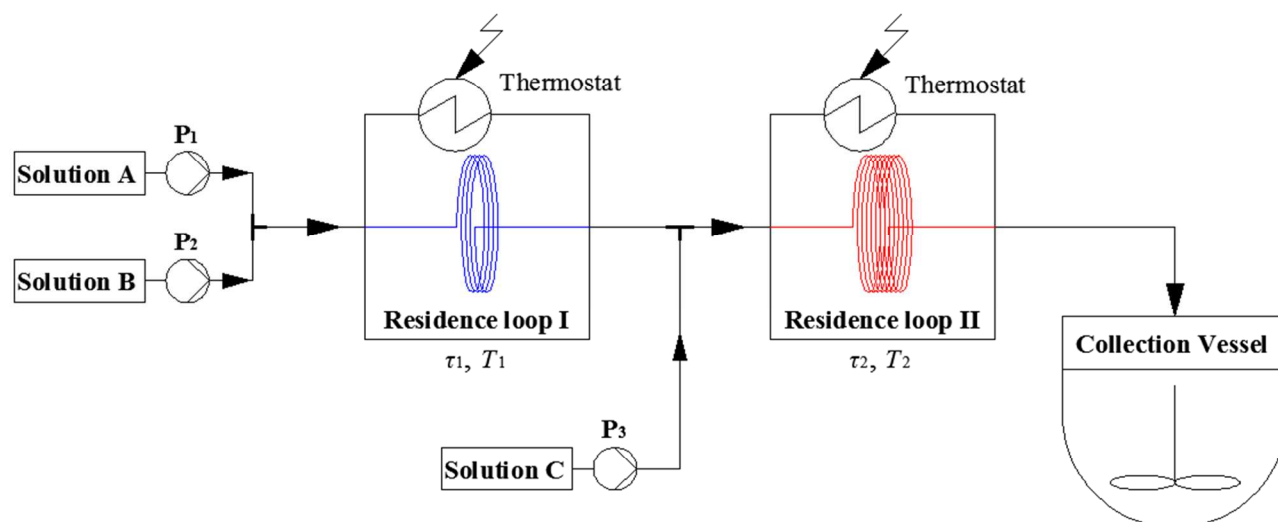 Thermostat
Thermostat
P1
Solution A
P2
Solution B
Residence loop I
τ1, T1
Residence loop II
τ2, T2
Collection Vessel
P3
Solution C